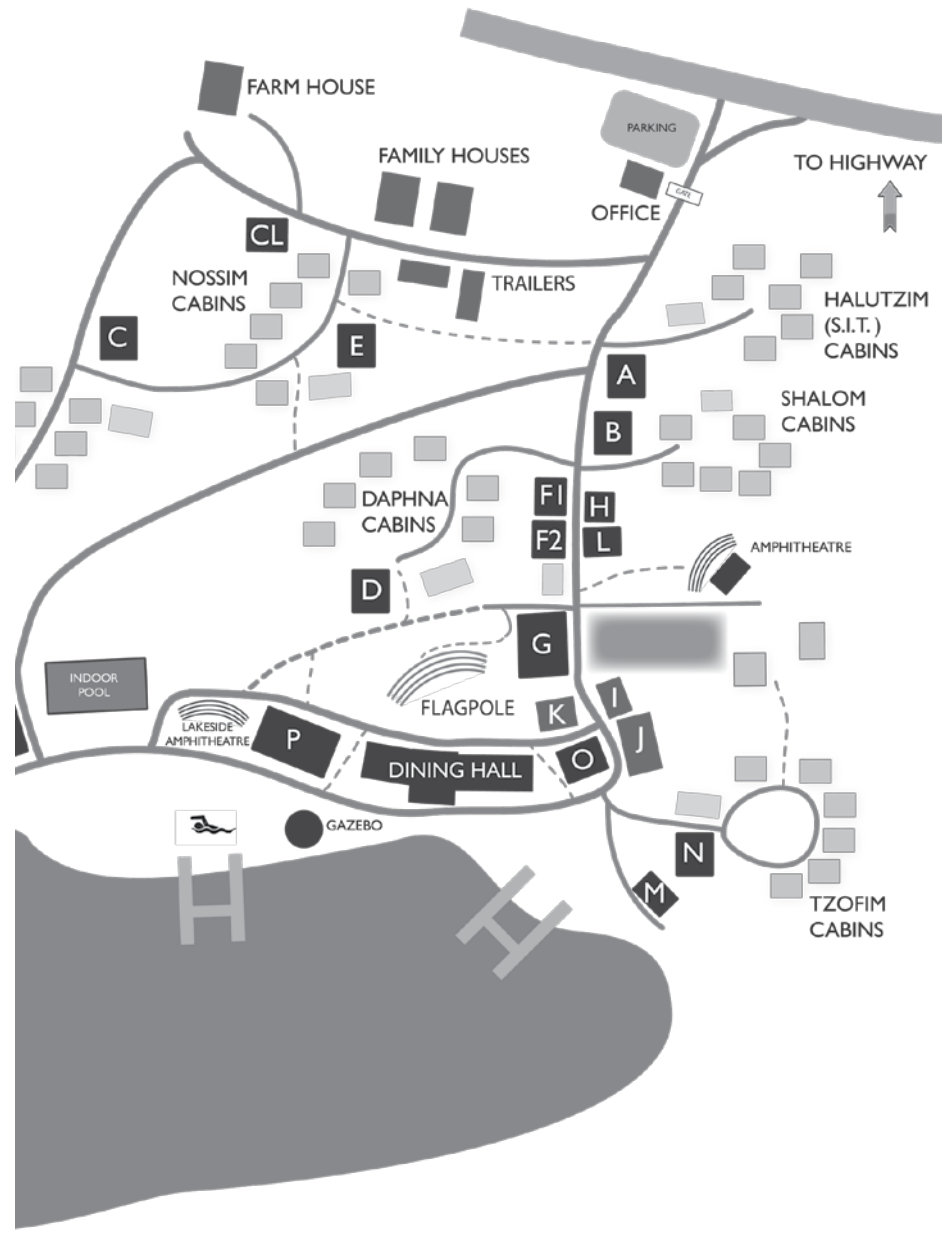 FARM HOUSE
PARKING
FAMILY HOUSES
TO HIGHWAY
GATE
OFFICE
CL
NOSSIM
CABINS
TRAILERS
HALUTZIM
(S.I.T.)
CABINS
C
E
A
SHALOM
CABINS
B
DAPHNA
CABINS
F1
H
F2
L
AMPHITHEATRE
D
G
INDOOR
POOL
FLAGPOLE
K
I
J
LAKESIDE
AMPHITHEATRE
P
DINING HALL
O
GAZEBO
N
M
TZOFIM
CABINS